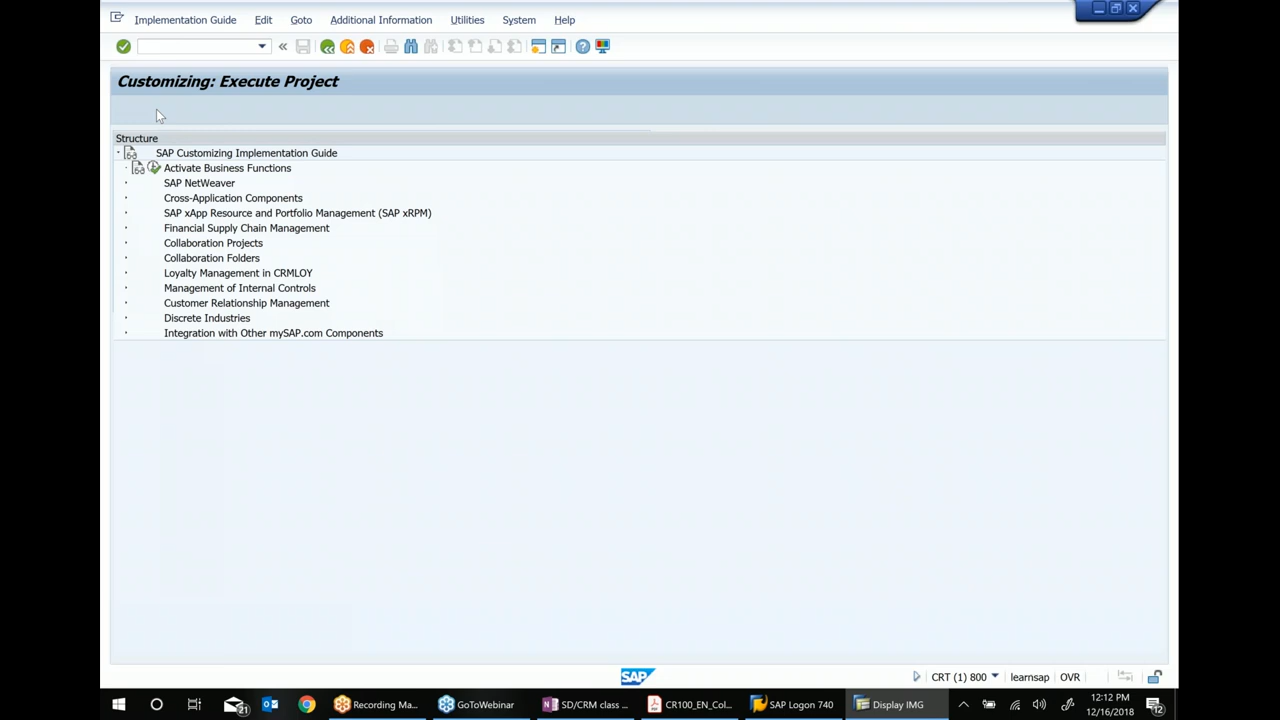 Implementation Guide Edit Goto Additional Information Utilities System Help
Customizing: Execute Project
Structure
SAP Customizing Implementation Guide
Activate Business Functions
SAP NetWeaver
Cross-Application Components
SAP xApp Resource and Portfolio Management (SAP xRPM)
Financial Supply Chain Management
Collaboration Projects
Collaboration Folders
Loyalty Management in CRMLOY
Management of Internal Controls
Customer Relationship Management
Discrete Industries
Integration with Other mySAP.com Components
SAP CRT (1) 800 learnsap OVR
21 Recording Ma... GoToWebinar SD/CRM class ... CR100_EN_Col... SAP Logon 740 Display IMG 12:12 PM
12/16/2018 12